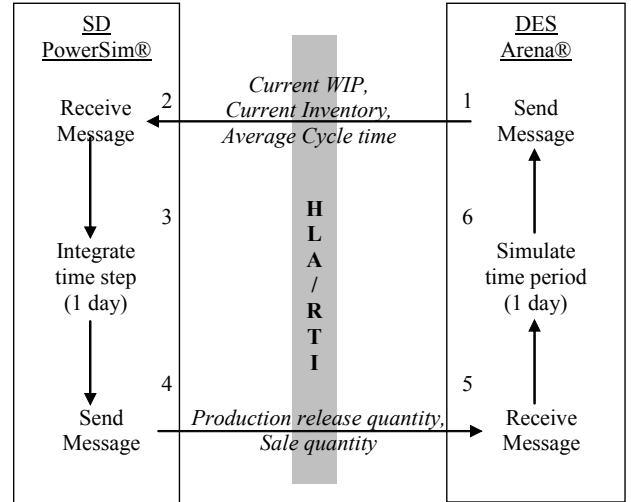 SD
PowerSim®
DES
Arena®
Current WIP,
Current Inventory,
Average Cycle time
2
1
Receive
Message
Send
Message
3
6
H
L
A
/
R
T
I
Integrate
time step
(1 day)
Simulate
time period
(1 day)
4
5
Send
Message
Production release quantity,
Sale quantity
Receive
Message